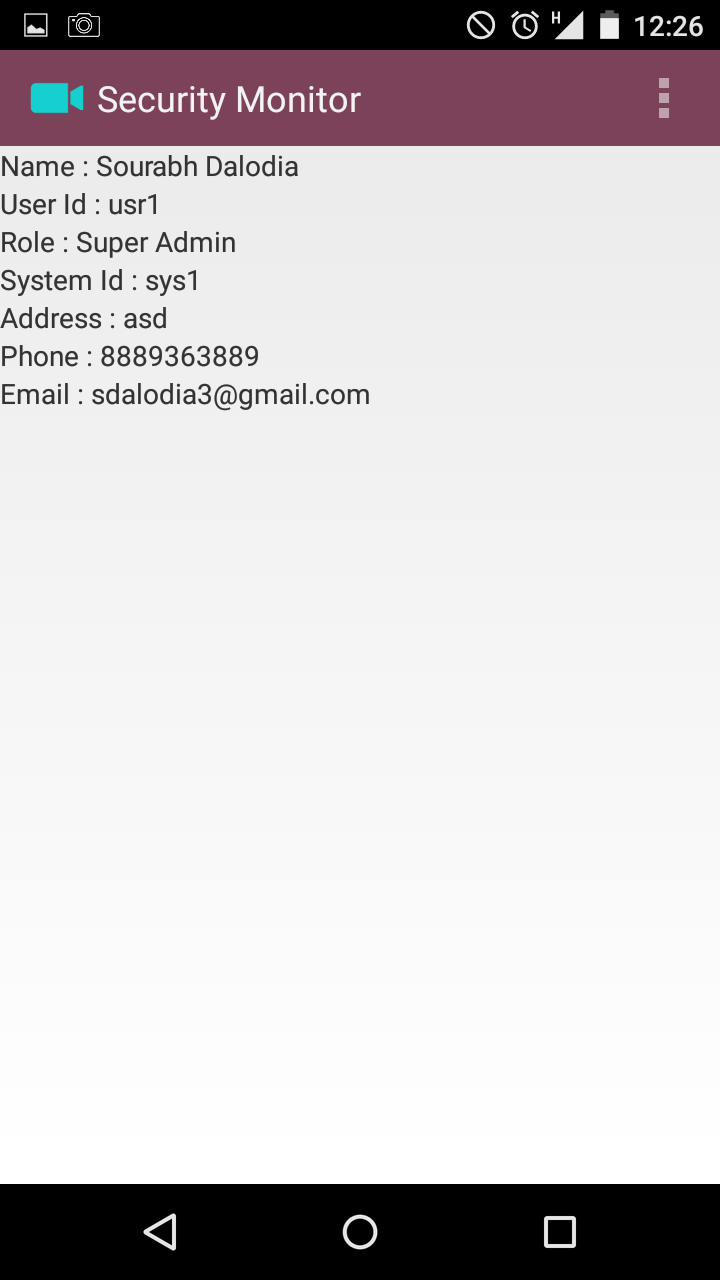 H 12:26
Security Monitor
Name : Sourabh Dalodia
User Id : usr1
Role : Super Admin
System Id : sys1
Address : asd
Phone : 8889363889
Email : sdalodia3@gmail.com